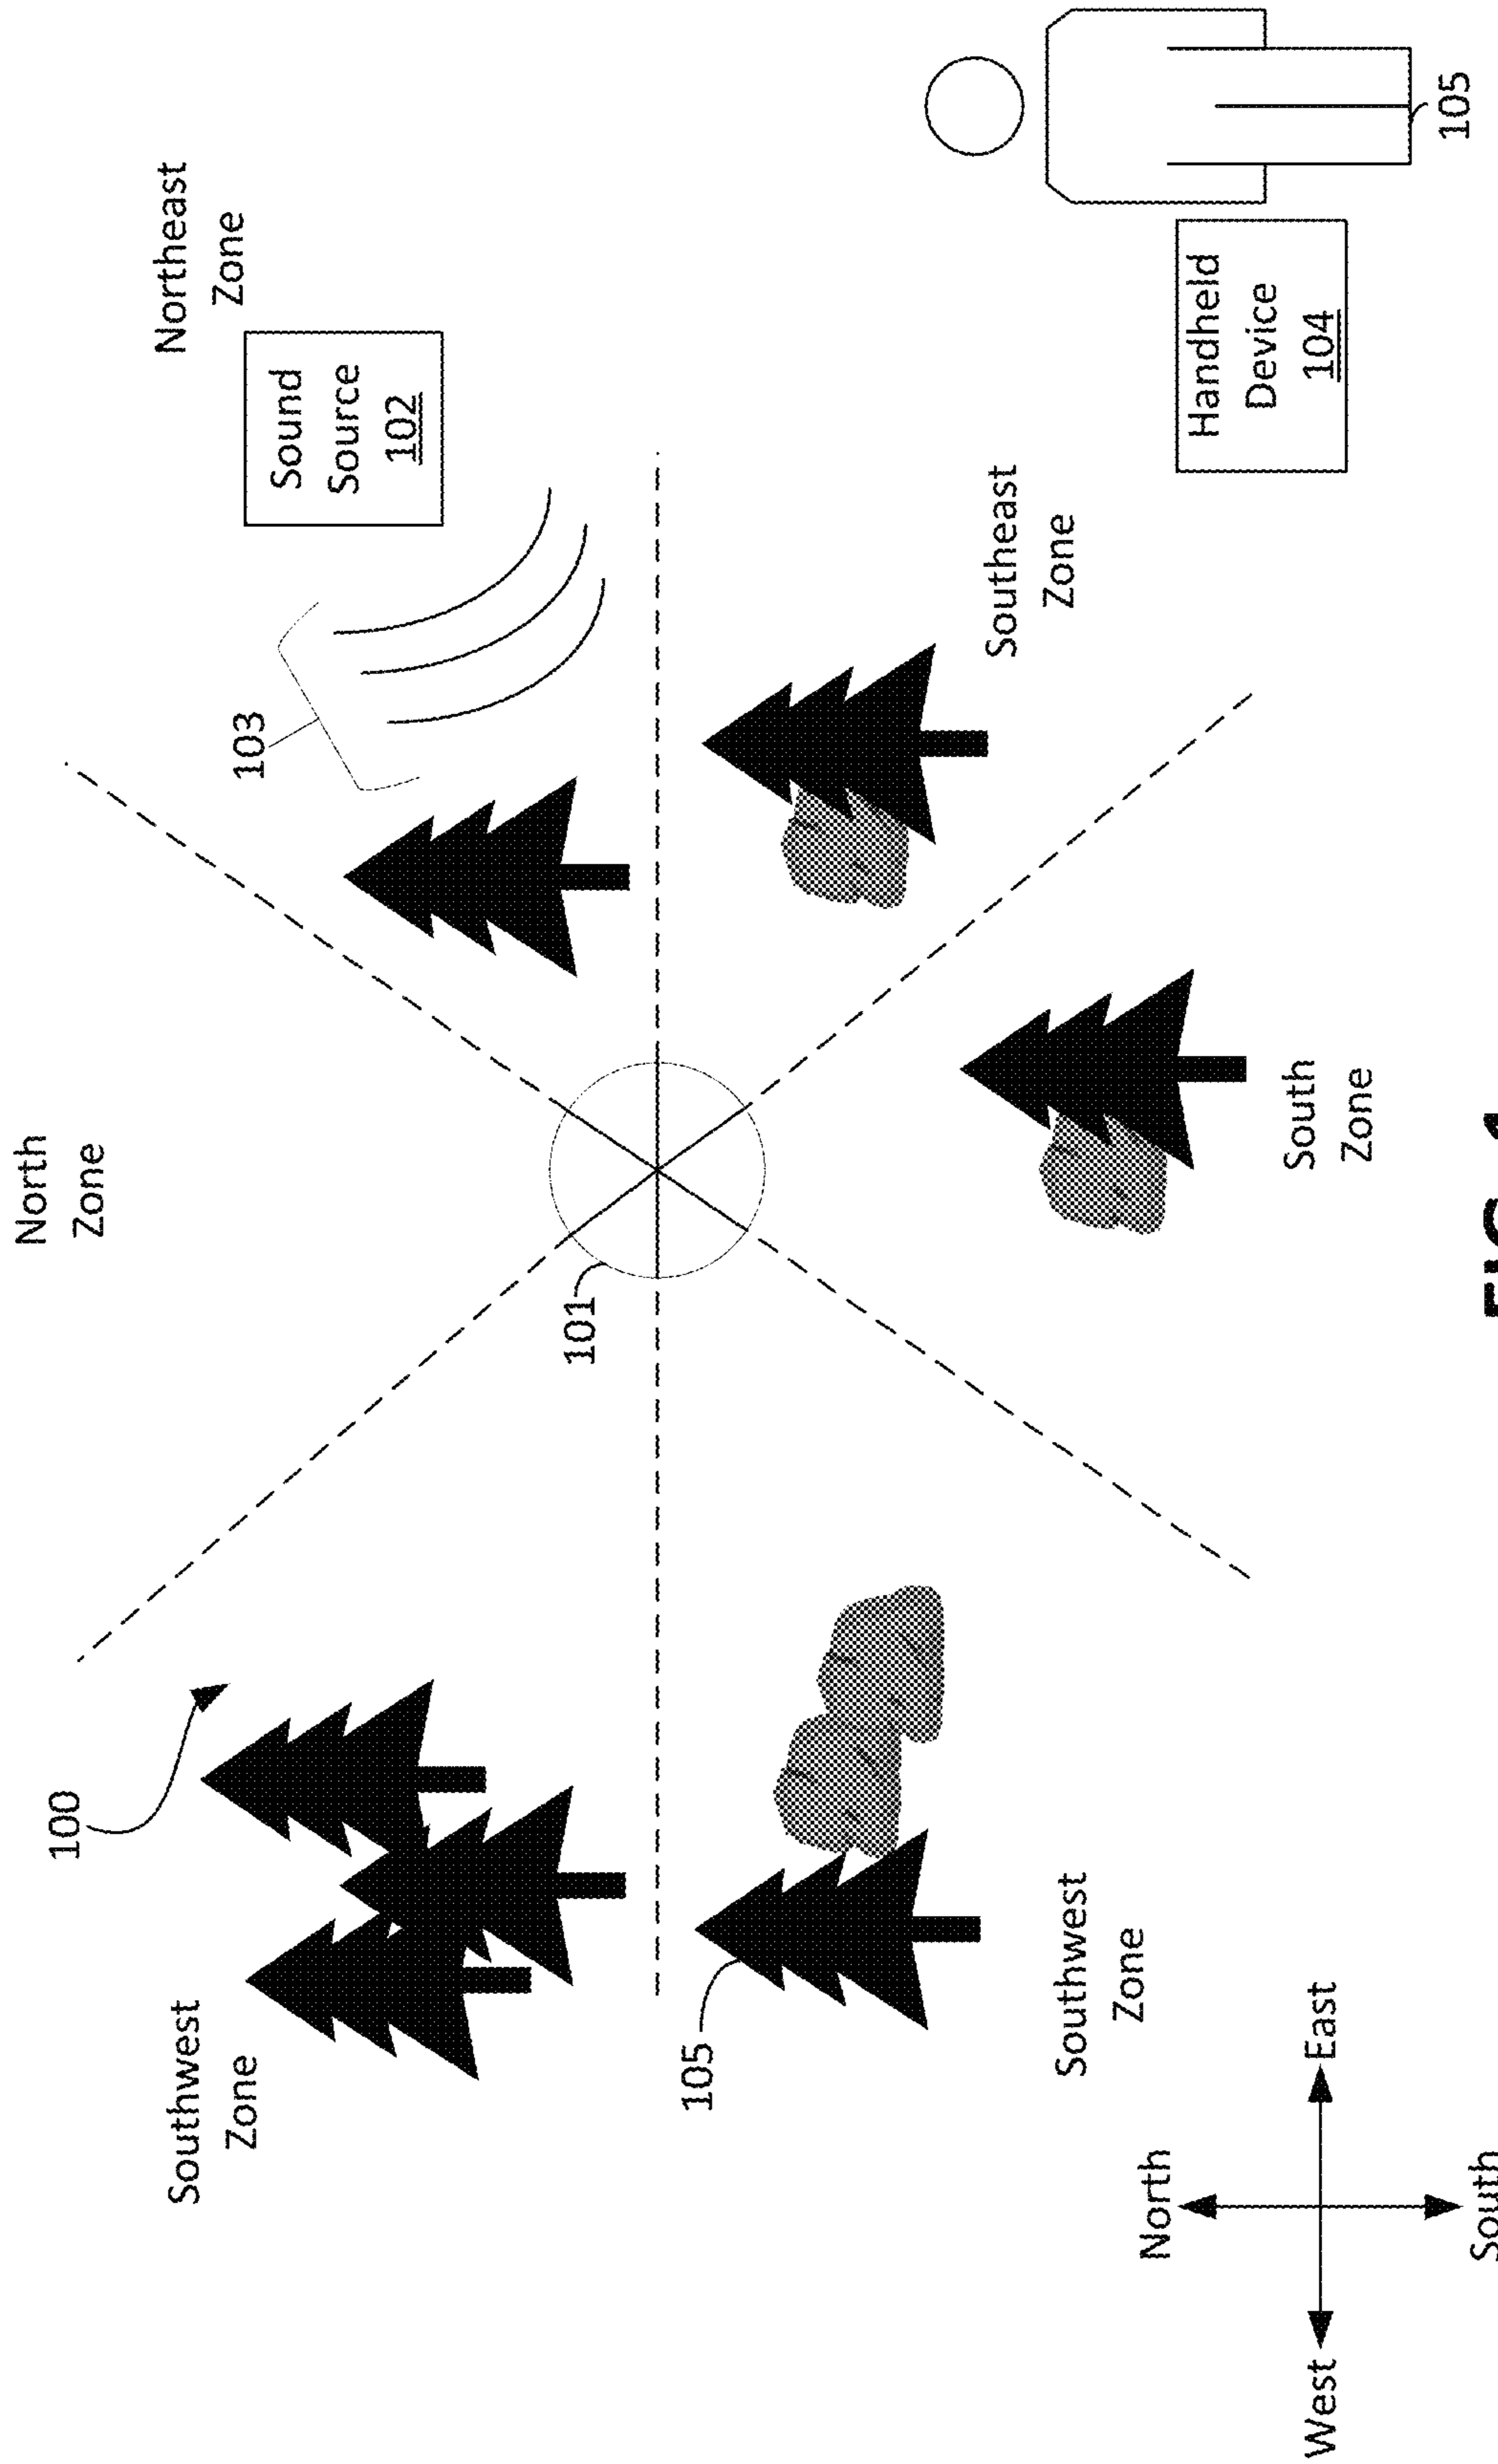 North
Zone
100
Southwest
Zone
Northeast
Zone
103
Sound
Source
102
101
105
Southwest
Zone
Southeast
Zone
North
West
East
South
South
Zone
Handheld
Device
104
105